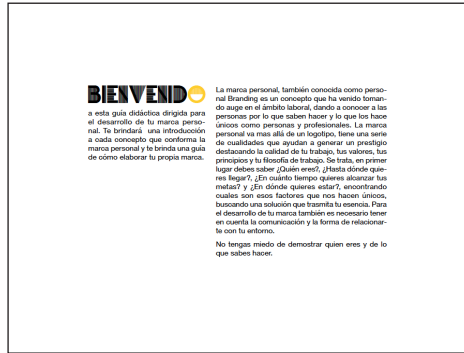 BIENVENIDO
a esta guía didáctica dirigida para
el desarrollo de tu marca perso-
nal. Te brindará una introducción
a cada concepto que conforma la
marca personal y te brinda una guía
de cómo elaborar tu propia marca.
La marca personal, también conocida como perso-
nal Branding es un concepto que ha venido toman-
do auge en el ámbito laboral, dando a conocer a las
personas por lo que saben hacer y lo que los hace
únicos como personas y profesionales. La marca
personal va mas allá de un logotipo, tiene una serie
de cualidades que ayudan a generar un prestigio
destacando la calidad de tu trabajo, tus valores, tus
principios y tu filosofía de trabajo. Se trata, en primer
lugar debes saber ¿Quién eres?, ¿Hasta dónde quie-
res llegar?, ¿En cuánto tiempo quieres alcanzar tus
metas? y ¿En dónde quieres estar?, encontrando
cuales son esos factores que nos hacen únicos,
buscando una solución que trasmita tu esencia. Para
el desarrollo de tu marca también es necesario tener
en cuenta la comunicación y la forma de relacionar-
te con tu entorno.
No tengas miedo de demostrar quien eres y de lo
que sabes hacer.